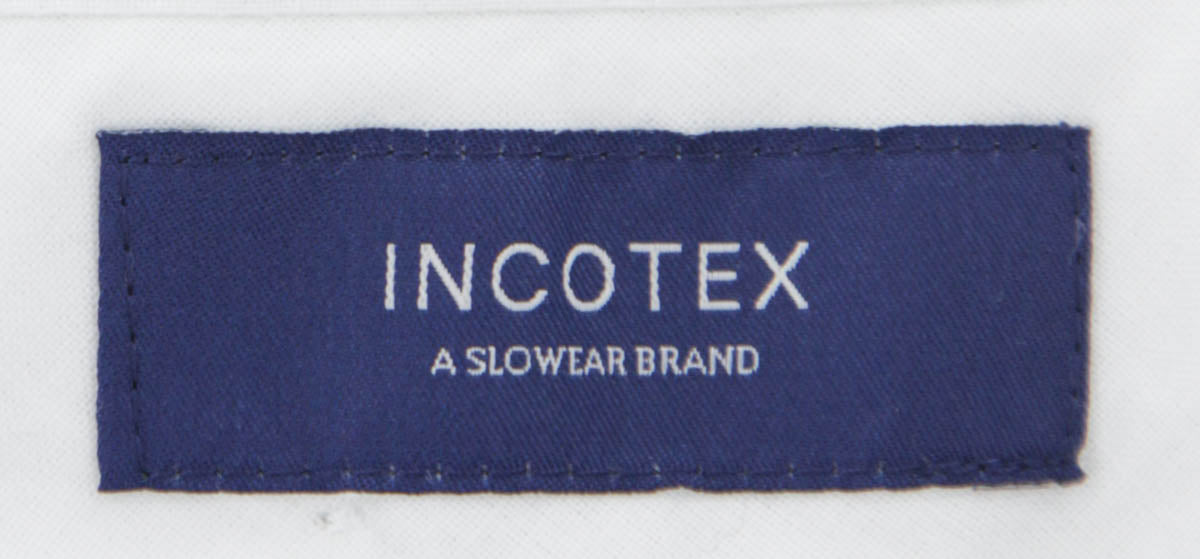 INCOTEX
A SLOWEAR BRAND